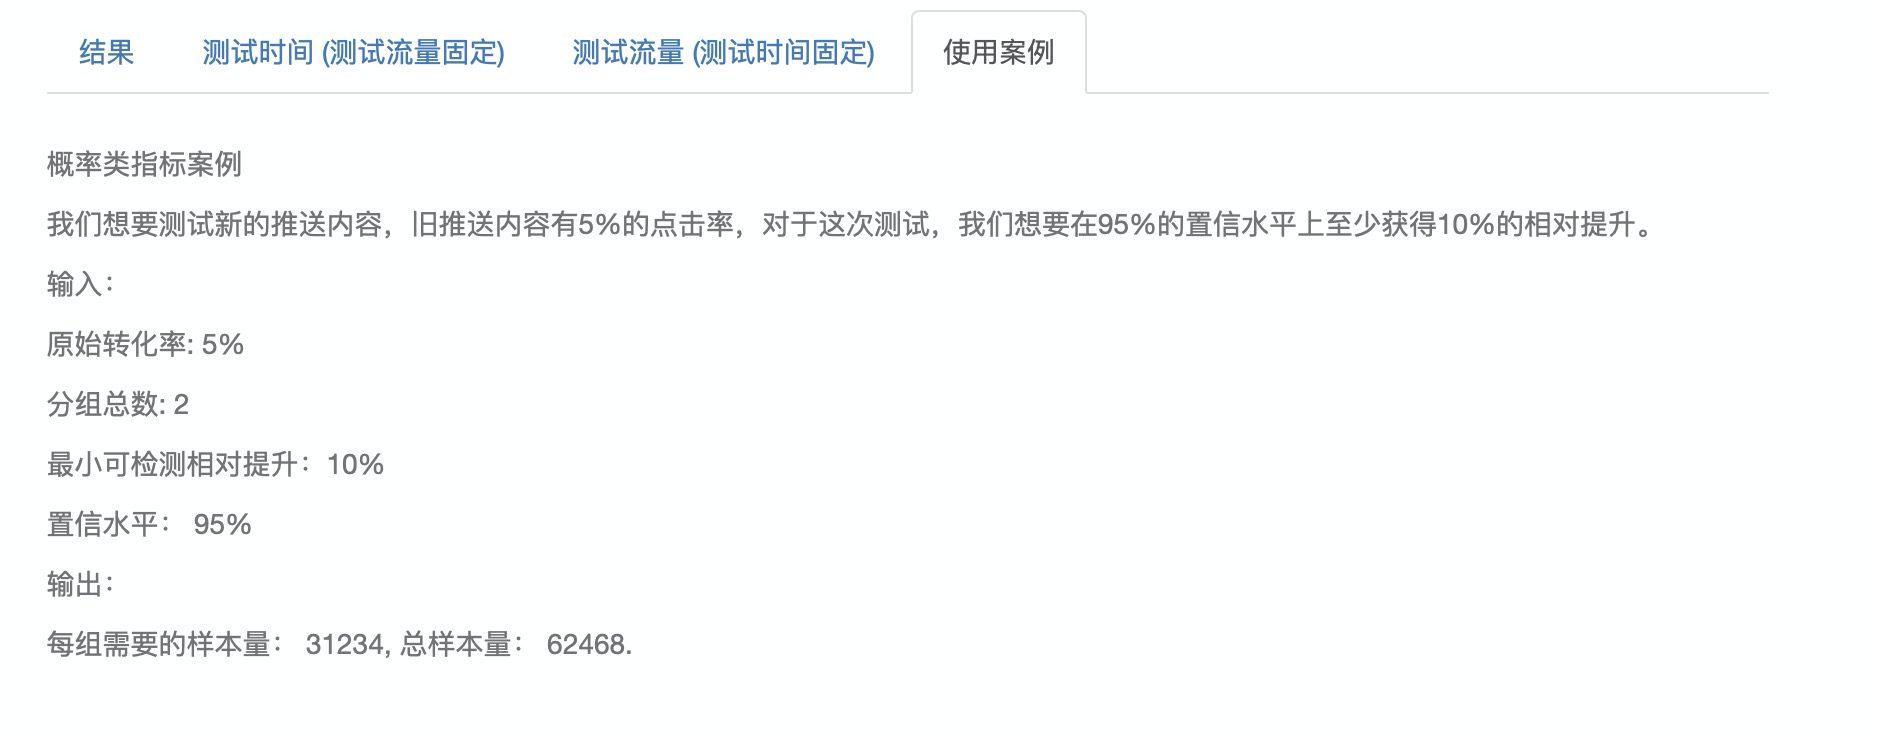 结果 测试时间 (测试流量固定) 测试流量 (测试时间固定) 使用案例
概率类指标案例
我们想要测试新的推送内容，旧推送内容有5%的点击率，对于这次测试，我们想要在95%的置信水平上至少获得10%的相对提升。
输入：
原始转化率: 5%
分组总数: 2
最小可检测相对提升：10%
置信水平： 95%
输出：
每组需要的样本量： 31234, 总样本量： 62468.